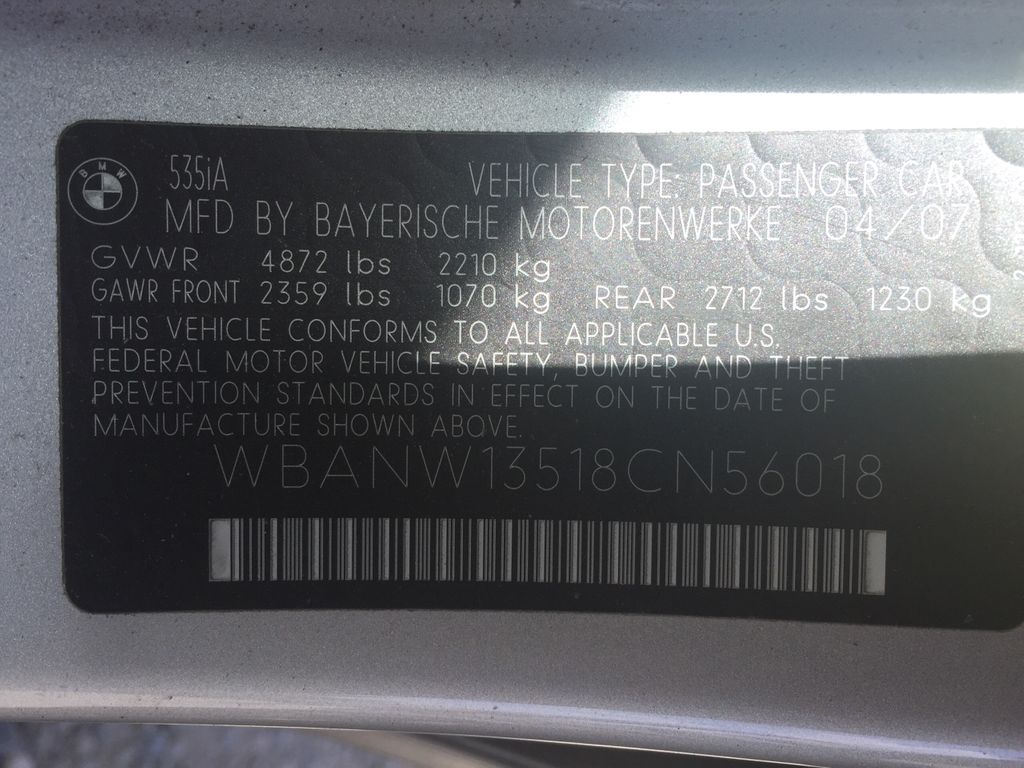 BMW
535iA VEHICLE TYPE: PASSENGER CAR
MFD BY BAYERISCHE MOTORENWERKE 04/07
GVWR 4872 lbs 2210 kg
GAWR FRONT 2359 lbs 1070 kg REAR 2712 lbs 1230 kg
THIS VEHICLE CONFORMS TO ALL APPLICABLE U.S.
FEDERAL MOTOR VEHICLE SAFETY, BUMPER AND THEFT
PREVENTION STANDARDS IN EFFECT ON THE DATE OF
MANUFACTURE SHOWN ABOVE.
WBANW13518CN56018